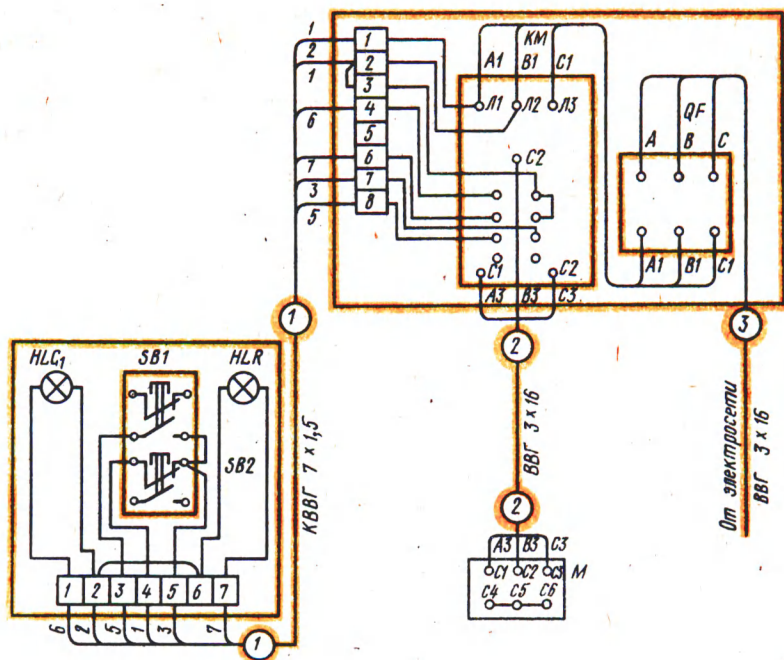 1
2
1
6
7
3
5
1
2
3
4
5
6
7
8
KM
A1 B1 C1
Л1 Л2 Л3
C2
C1 C2
A3 B3 C3
QF
A B C
A1 B1 C1
1
2
3
КВВГ 7 x 1,5
ВВГ 3 x 16
От электросети
ВВГ 3 x 16
HLC1 SB1 HLR
SB2
1 2 3 4 5 6 7
6 2 5 1 3 7
1
2
A3 B3 C3
C1 C2 C3 M
C4 C5 C6